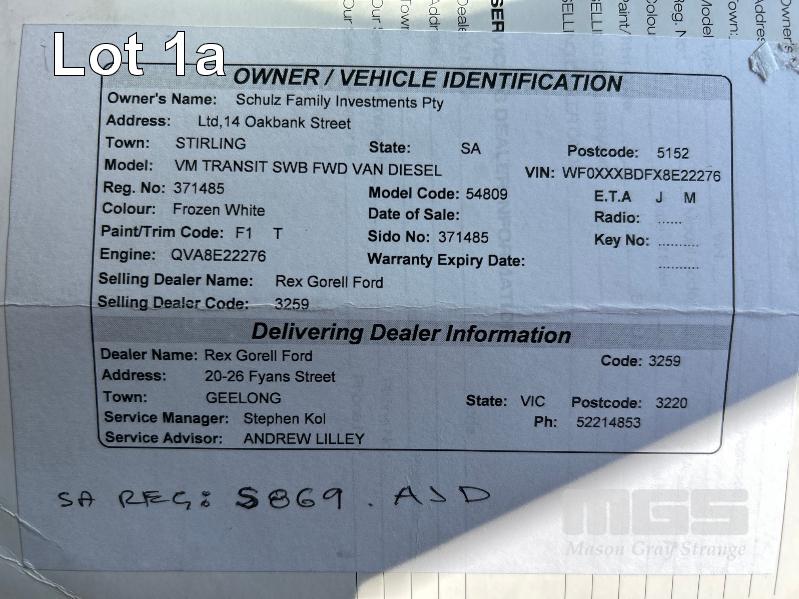 Lot 1a
OWNER / VEHICLE IDENTIFICATION
Owner's Name: Schulz Family Investments Pty
Address: Ltd,14 Oakbank Street
Town: STIRLING State: SA Postcode: 5152
Model: VM TRANSIT SWB FWD VAN DIESEL VIN: WF0XXXBDFX8E22276
Reg. No: 371485 Model Code: 54809 E.T.A J M
Colour: Frozen White Date of Sale: Radio: ......
Paint/Trim Code: F1 T Sido No: 371485 Key No: ..........
Engine: QVA8E22276 Warranty Expiry Date: ..........
Selling Dealer Name: Rex Gorell Ford
Selling Dealer Code: 3259
Delivering Dealer Information
Dealer Name: Rex Gorell Ford Code: 3259
Address: 20-26 Fyans Street
Town: GEELONG State: VIC Postcode: 3220
Service Manager: Stephen Kol Ph: 52214853
Service Advisor: ANDREW LILLEY
SA REG: S869.AJD
MGS
Mason Gray Strange